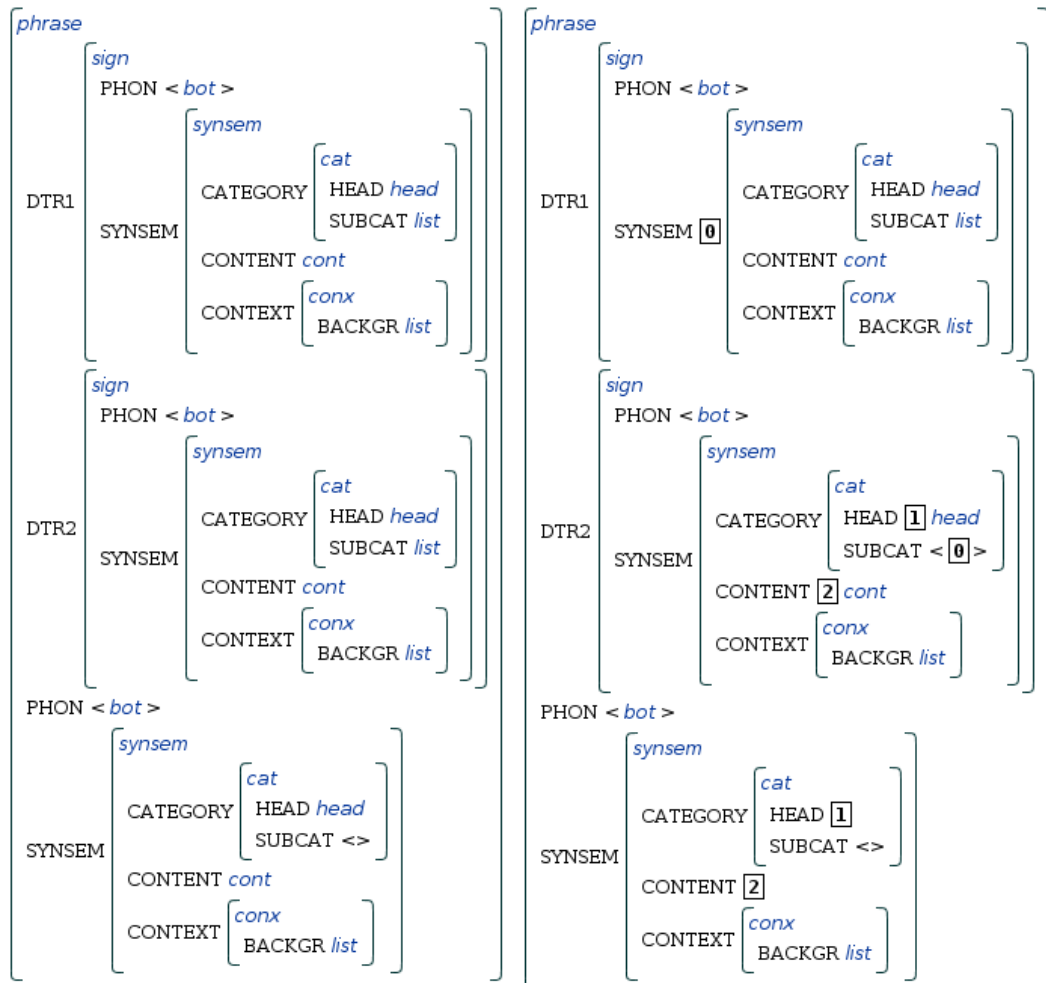 phrase
sign
PHON < bot >
synsem
cat
HEAD head
SUBCAT list
CATEGORY
CONTENT cont
conx
BACKGR list
CONTEXT
SYNSEM
DTR1
sign
PHON < bot >
synsem
cat
HEAD head
SUBCAT list
CATEGORY
CONTENT cont
conx
BACKGR list
CONTEXT
SYNSEM
DTR2
PHON < bot >
synsem
cat
HEAD head
SUBCAT <>
CATEGORY
CONTENT cont
conx
BACKGR list
CONTEXT
SYNSEM
phrase
sign
PHON < bot >
synsem
cat
HEAD head
SUBCAT list
CATEGORY
CONTENT cont
conx
BACKGR list
CONTEXT
SYNSEM 0
DTR1
sign
PHON < bot >
synsem
cat
HEAD 1 head
SUBCAT < 0 >
CATEGORY
CONTENT 2 cont
conx
BACKGR list
CONTEXT
SYNSEM
DTR2
PHON < bot >
synsem
cat
HEAD 1
SUBCAT <>
CATEGORY
CONTENT 2
conx
BACKGR list
CONTEXT
SYNSEM